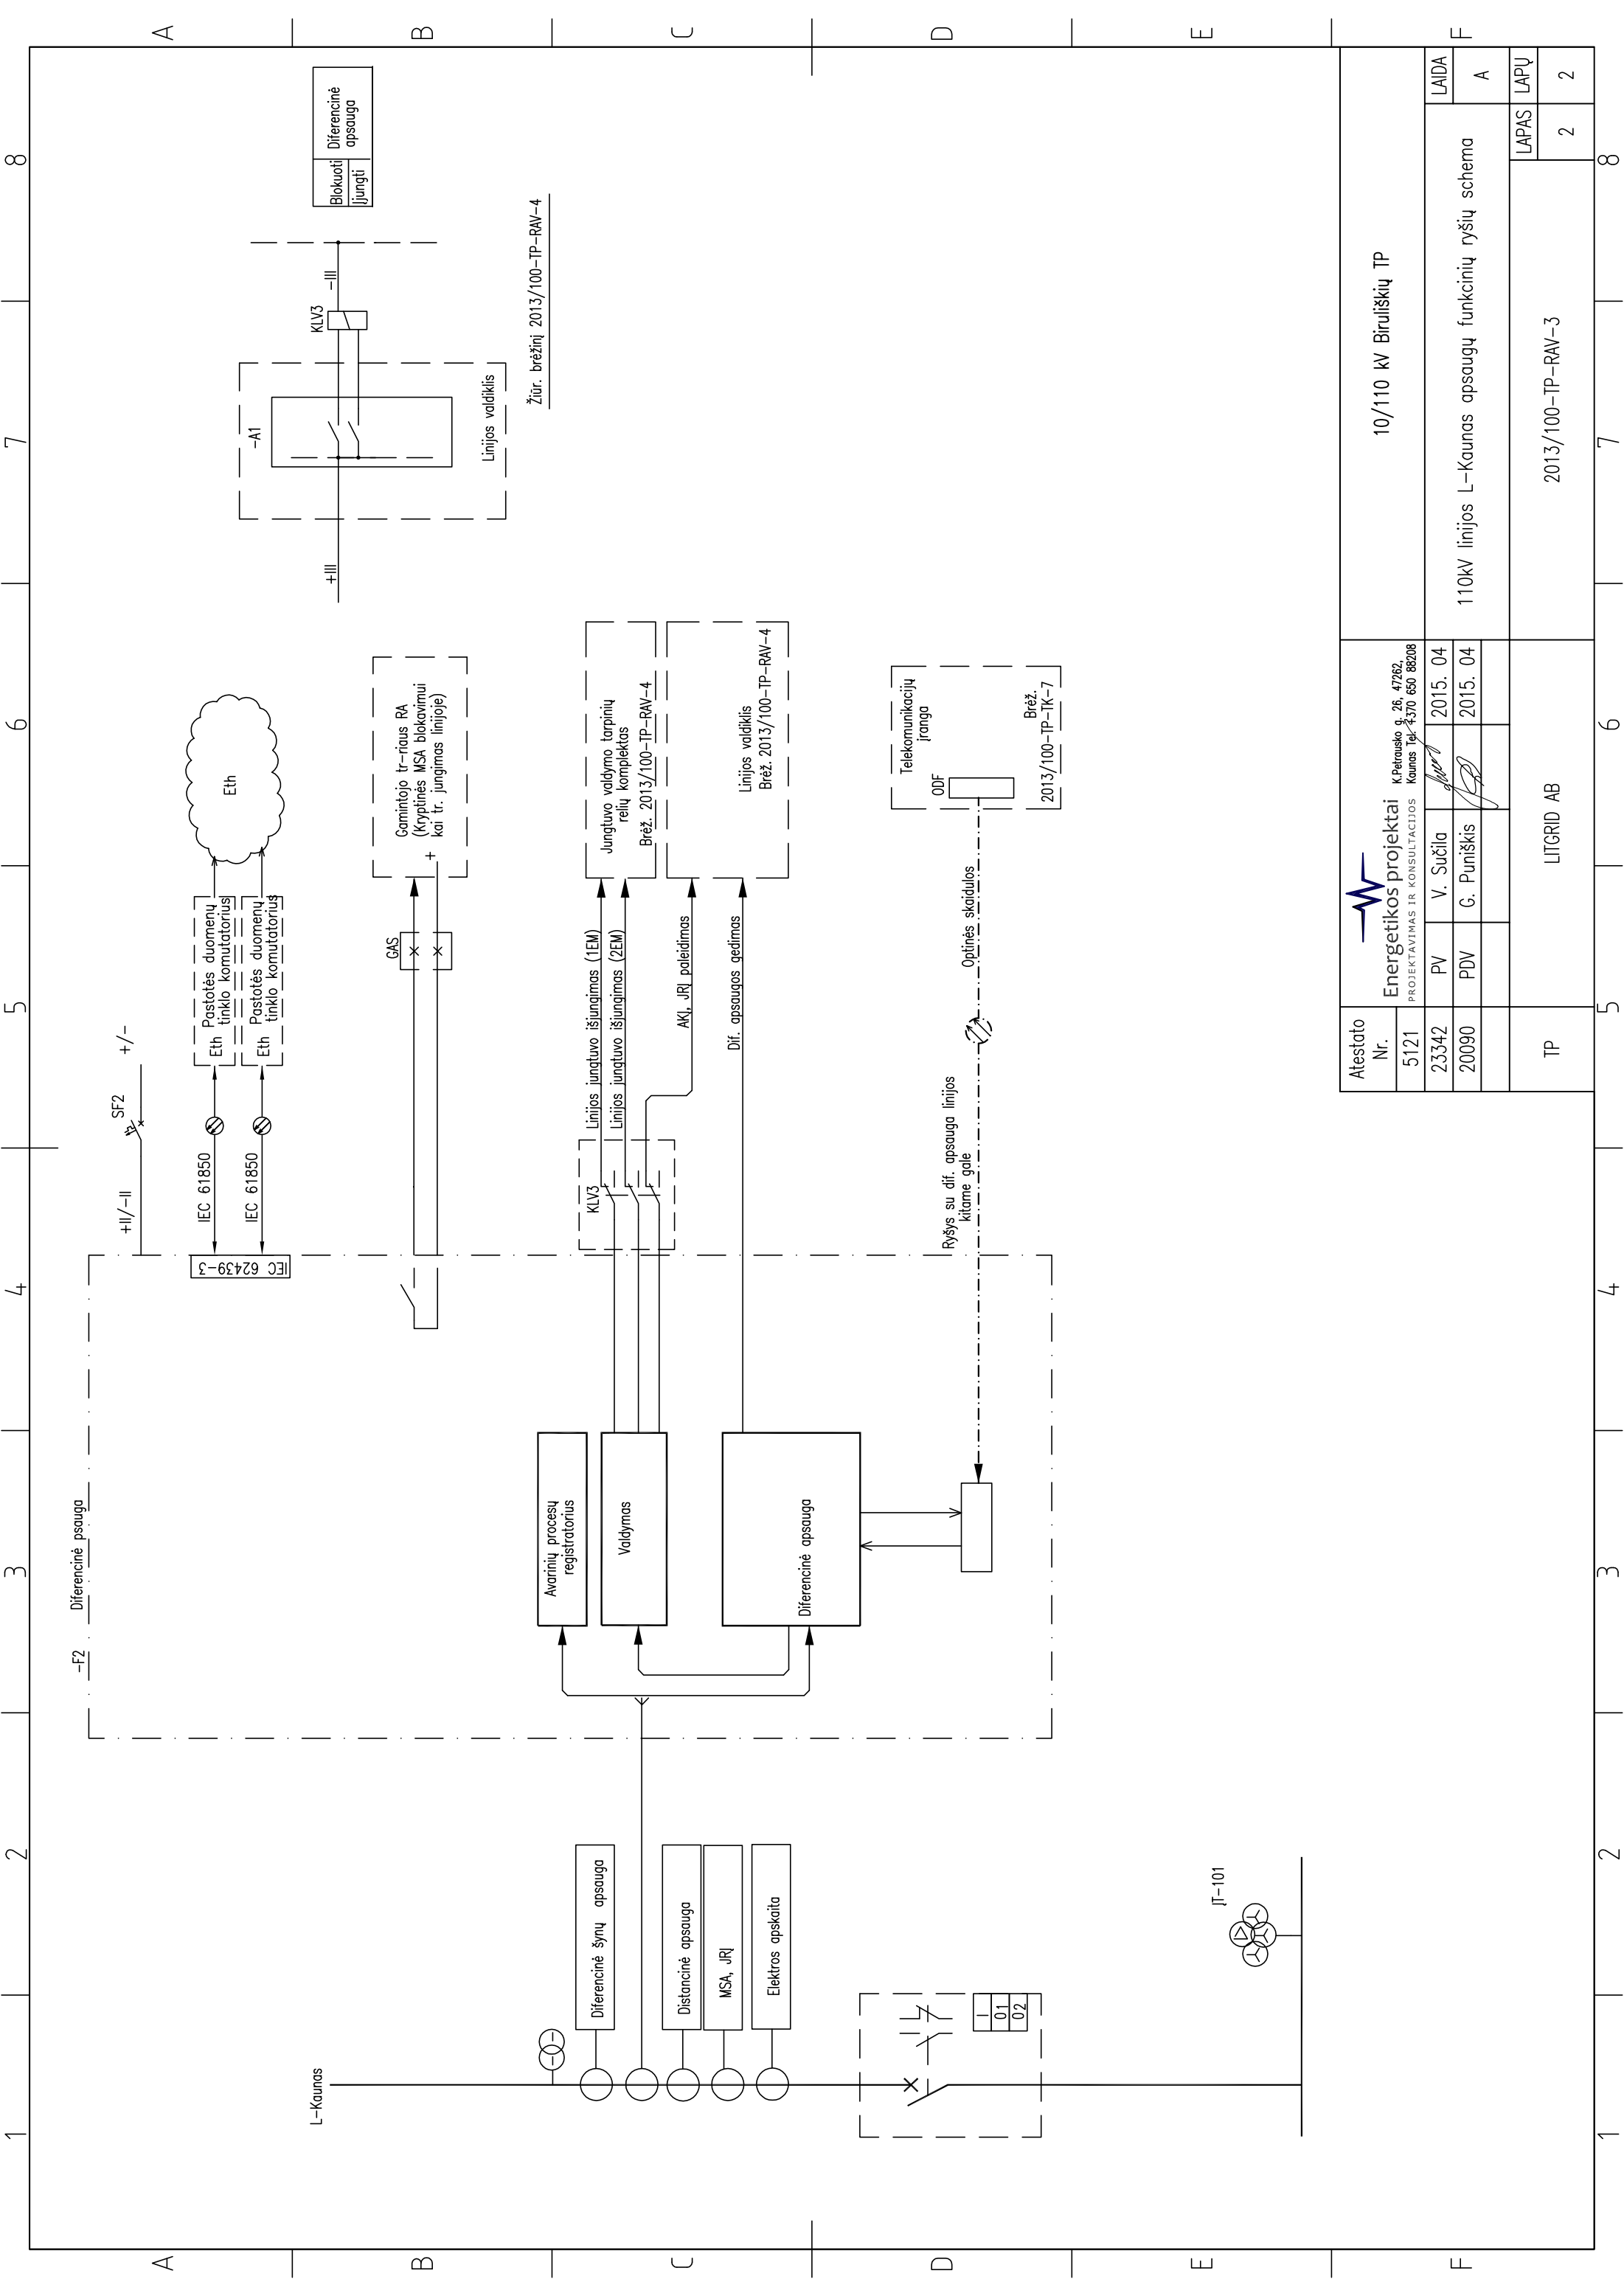 1
2
3
4
5
6
7
8
A
B
C
D
E
F
-F2
Diferencinė psauga
+II/-II
SF2
+/-
IEC 62439-3
IEC 61850
IEC 61850
Eth
Pastotės duomenų
tinklo komutatorius
Eth
Pastotės duomenų
tinklo komutatorius
Eth
GAS
Gamintojo tr-riaus RA
(Kryptinės MSA blokavimui
kai tr. jungimas linijoje)
+
+III
-A1
Linijos valdiklis
KLV3
-III
Blokuoti
Įjungti
Diferencinė
apsauga
Žiūr. brėžinį 2013/100-TP-RAV-4
L-Kaunas
Diferencinė šynų apsauga
Distancinė apsauga
MSA, JRĮ
Elektros apskaita
I
01
02
ĮT-101
Avarinių procesų
registratorius
Valdymas
Diferencinė apsauga
KLV3
Linijos jungtuvo išjungimas (1EM)
Linijos jungtuvo išjungimas (2EM)
AKĮ, JRĮ paleidimas
Dif. apsaugos gedimas
Jungtuvo valdymo tarpinių
relių komplektas
Brėž. 2013/100-TP-RAV-4
Linijos valdiklis
Brėž. 2013/100-TP-RAV-4
Ryšys su dif. apsauga linijos
kitame gale
Optinės skaidulos
Telekomunikacijų
įranga
ODF
Brėž.
2013/100-TP-TK-7
Atestato
Nr.
5121
Energetikos projektai
PROJEKTAVIMAS IR KONSULTACIJOS
K.Petrausko g. 26, 47262,
Kaunas Tel. +370 650 88208
10/110 kV Biruliškių TP
23342
PV
V. Sučila
2015. 04
20090
PDV
G. Puniškis
2015. 04
110kV linijos L-Kaunas apsaugų funkcinių ryšių schema
LAIDA
A
TP
LITGRID AB
2013/100-TP-RAV-3
LAPAS
LAPŲ
2
2
1
2
3
4
5
6
7
8
A
B
C
D
E
F